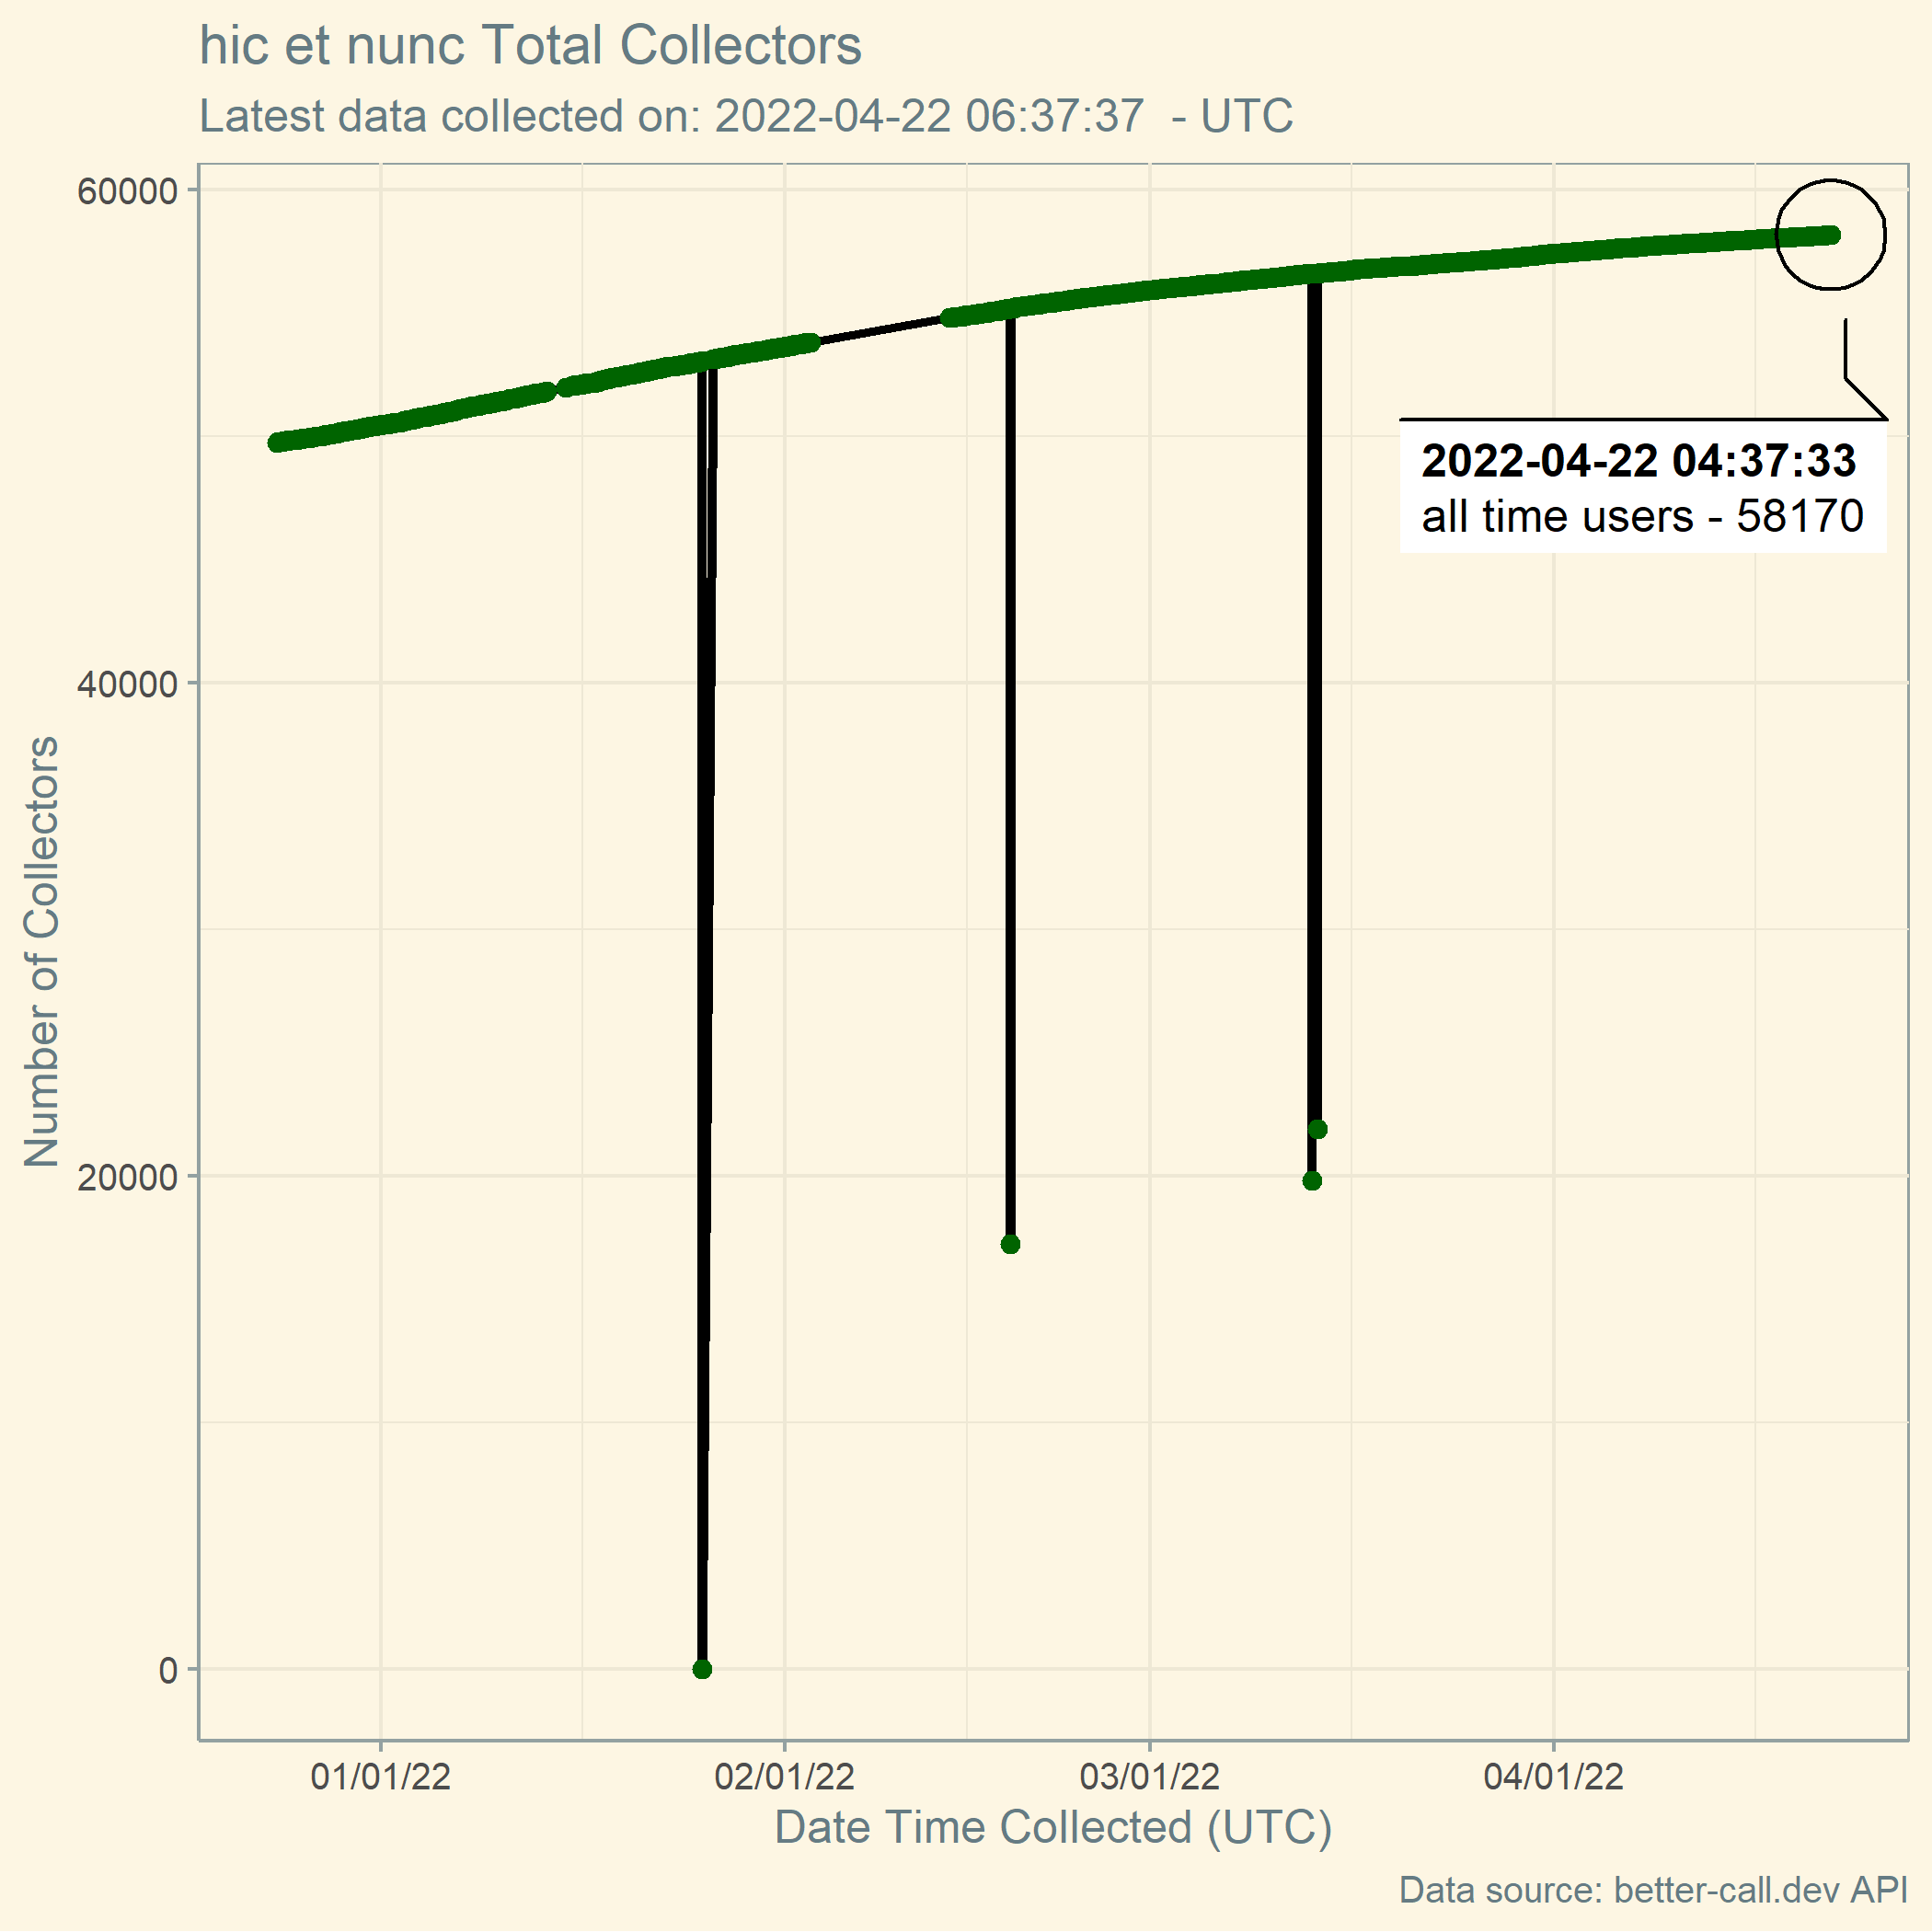 hic et nunc Total Collectors
Latest data collected on: 2022-04-22 06:37:37  - UTC
60000
40000
20000
0
Number of Collectors
2022-04-22 04:37:33
all time users - 58170
01/01/22
02/01/22
03/01/22
04/01/22
Date Time Collected (UTC)
Data source: better-call.dev API